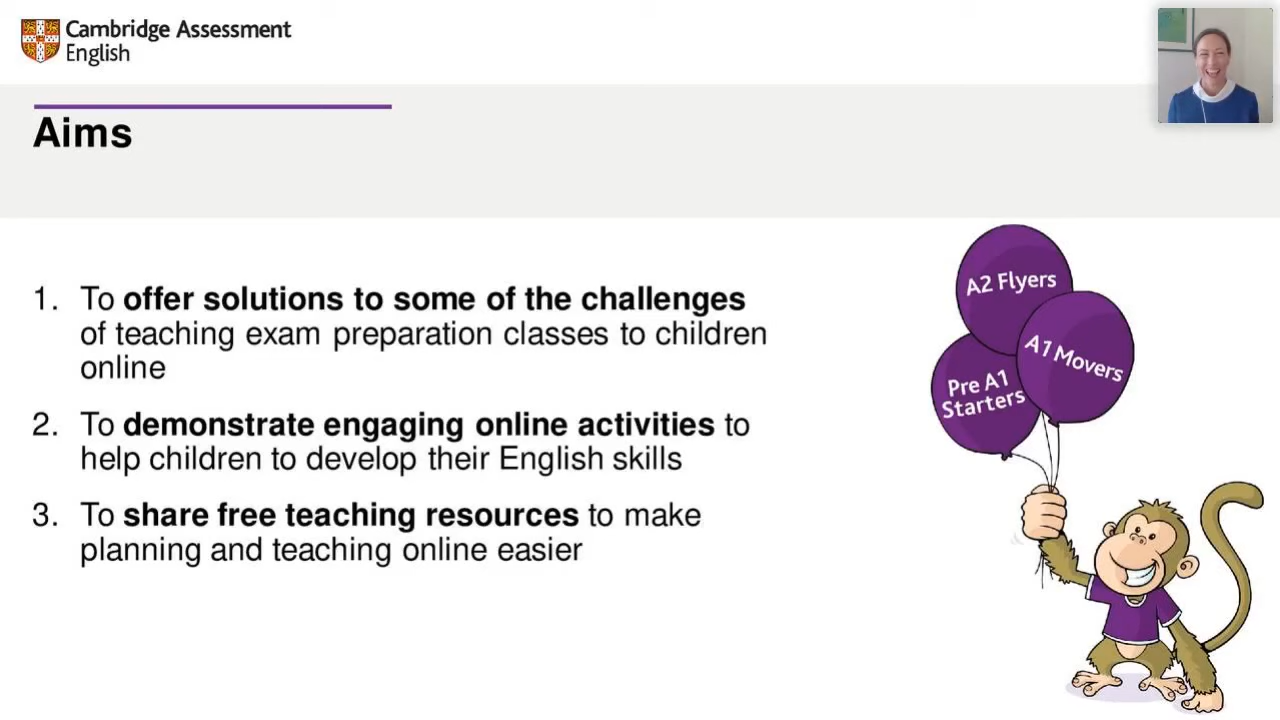 Cambridge Assessment
English
Aims
1. To offer solutions to some of the challenges
of teaching exam preparation classes to children
online
2. To demonstrate engaging online activities to
help children to develop their English skills
3. To share free teaching resources to make
planning and teaching online easier
A2 Flyers
A1 Movers
Pre A1
Starters